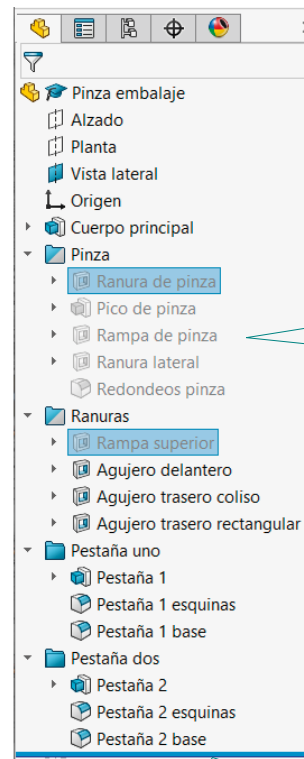 Pinza embalaje
Alzado
Planta
Vista lateral
Origen
Cuerpo principal
Pinza
Ranura de pinza
Pico de pinza
Rampa de pinza
Ranura lateral
Redondeos pinza
Ranuras
Rampa superior
Agujero delantero
Agujero trasero coliso
Agujero trasero rectangular
Pestaña uno
Pestaña 1
Pestaña 1 esquinas
Pestaña 1 base
Pestaña dos
Pestaña 2
Pestaña 2 esquinas
Pestaña 2 base